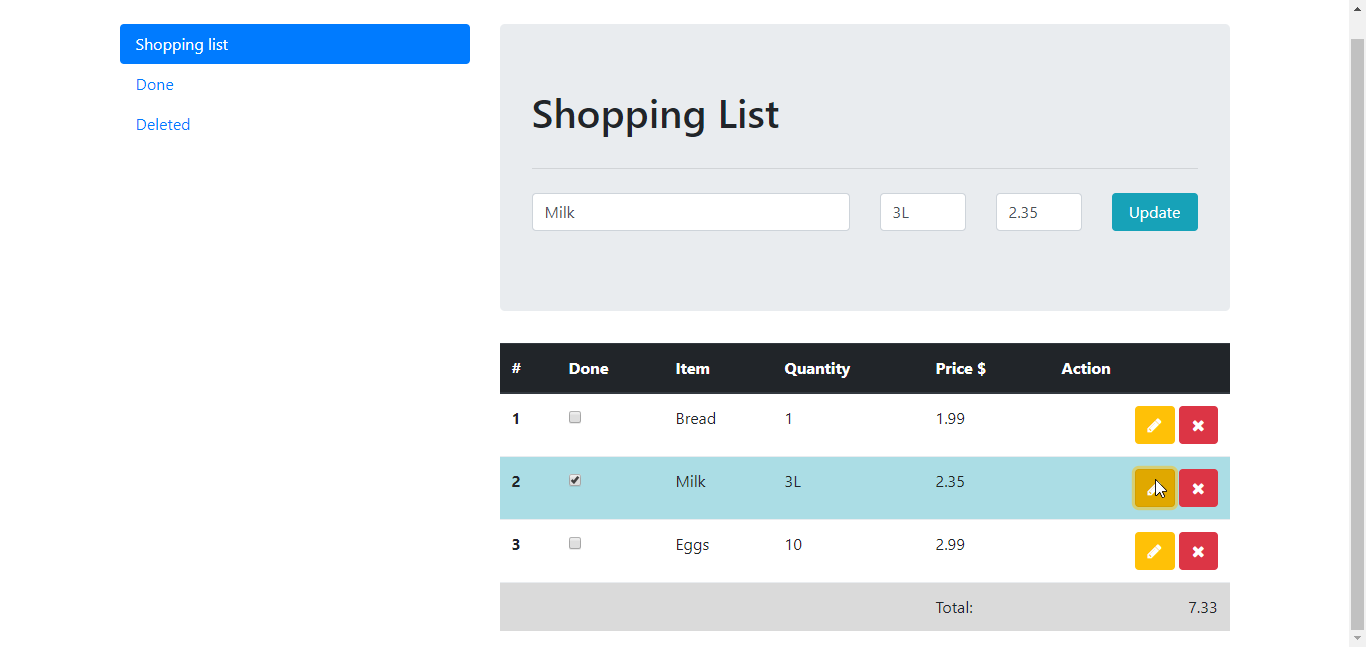 Shopping list
Done
Deleted
Shopping List
Milk 3L 2.35 Update
# Done Item Quantity Price $ Action
1 Bread 1 1.99
2 Milk 3L 2.35
3 Eggs 10 2.99
Total: 7.33